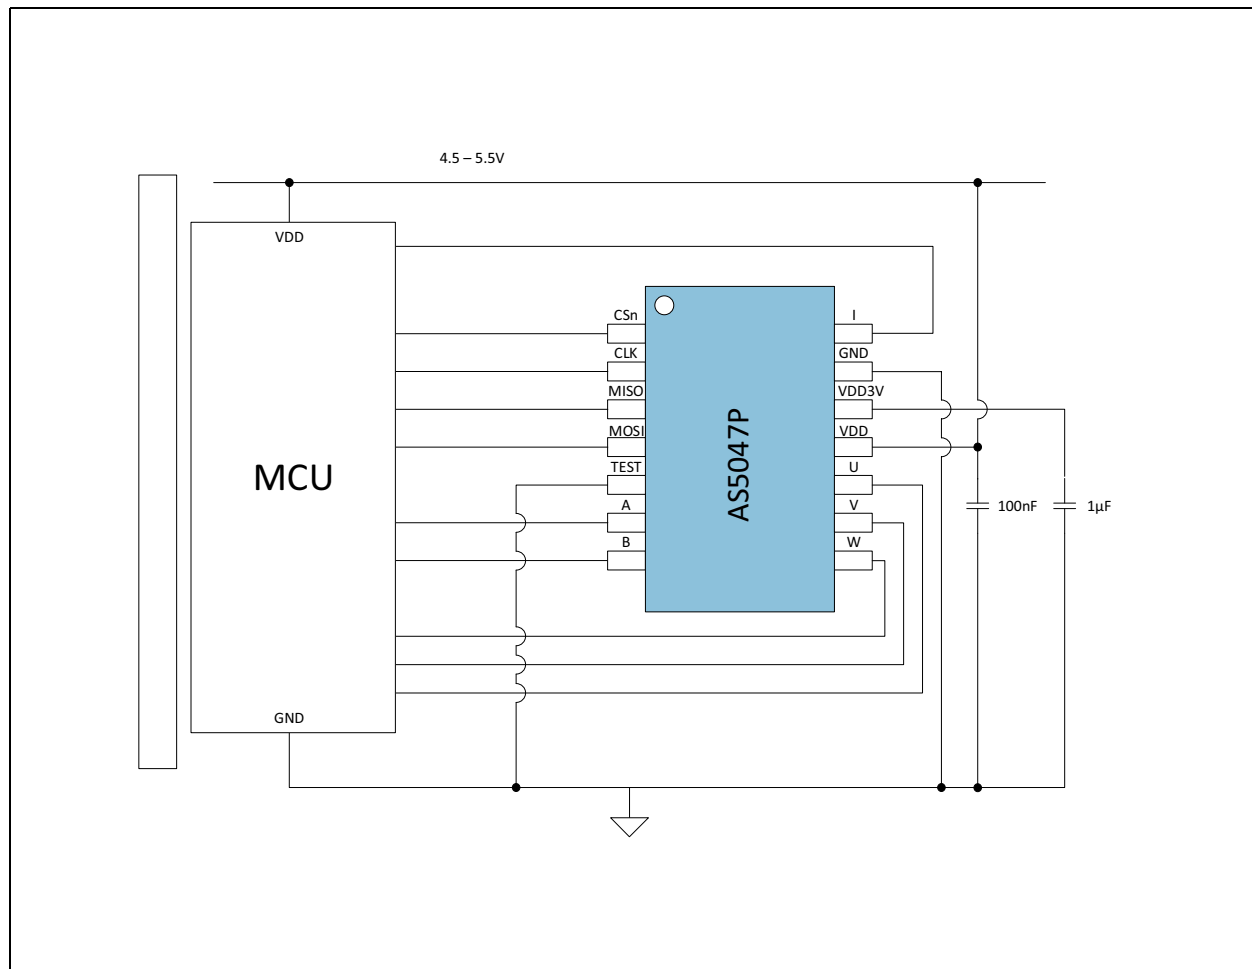 4.5 – 5.5V
VDD
MCU
GND
CSn
CLK
MISO
MOSI
TEST
A
B
AS5047P
I
GND
VDD3V
VDD
U
V
W
100nF
1µF